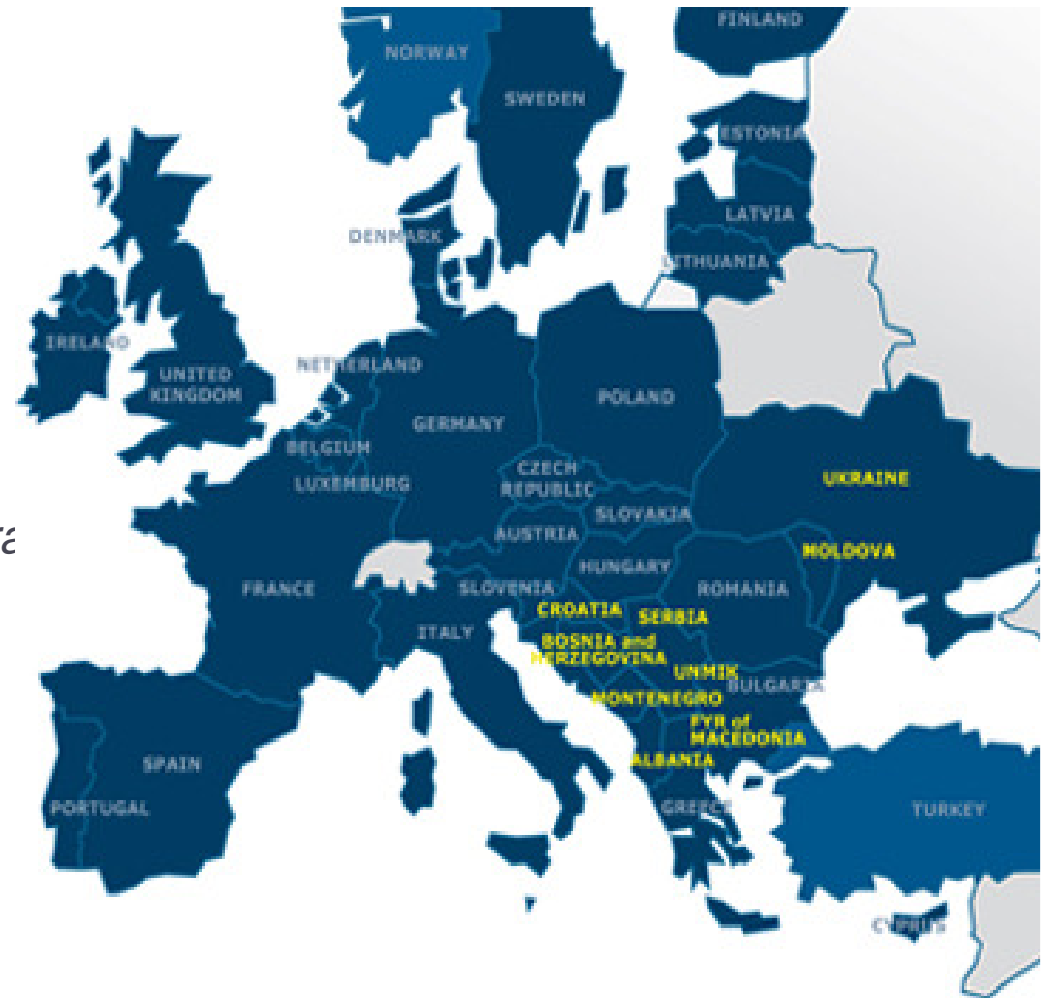 FINLAND
NORWAY
SWEDEN
ESTONIA
LATVIA
DENMARK
LITHUANIA
IRELAND
NETHERLAND
UNITED
KINGDOM
POLAND
GERMANY
BELGIUM
CZECH
REPUBLIC
UKRAINE
LUXEMBURG
SLOVAKIA
AUSTRIA
ra
MOLDOVA
HUNGARY
FRANCE
SLOVENIA
ROMANIA
CROATIA
SERBIA
ITALY
BOSNIA and
HERZEGOVINA
UNMIK
BULGARIA
MONTENEGRO
FYR of
MACEDONIA
SPAIN
ALBANIA
PORTUGAL
GREECE
TURKEY
CYPRUS